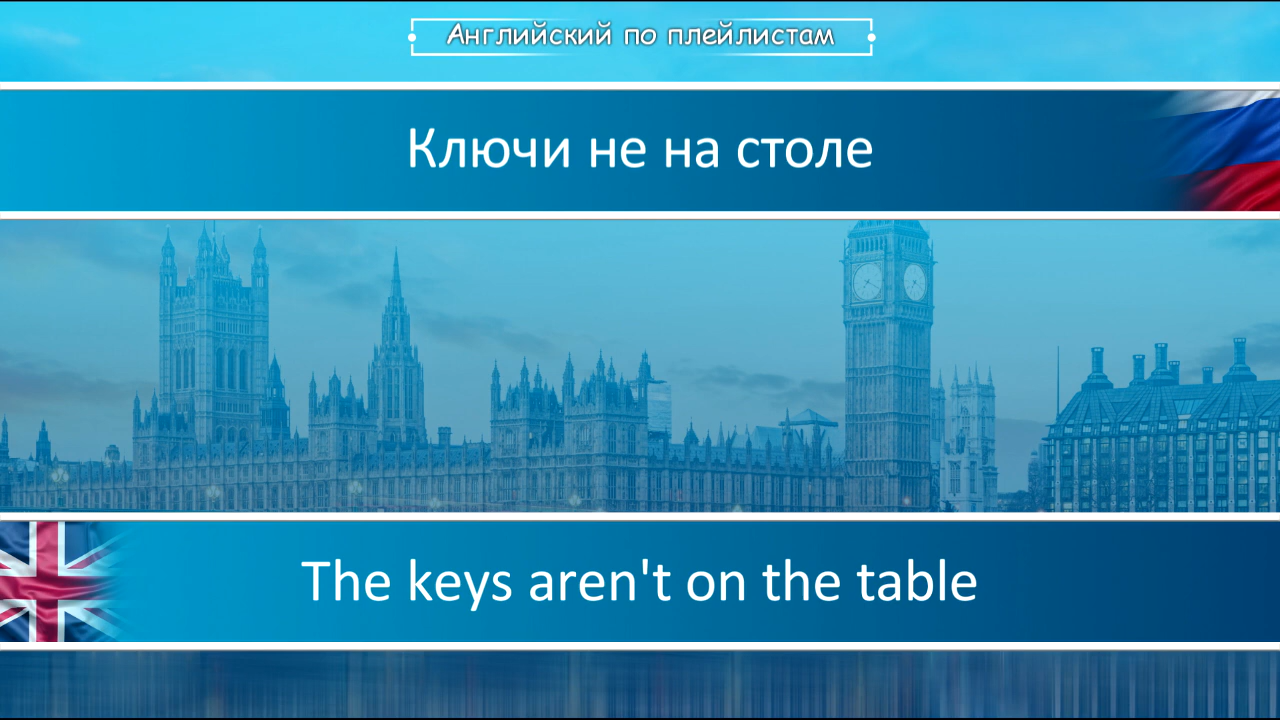 Английский по плейлистам
Ключи не на столе
The keys aren't on the table